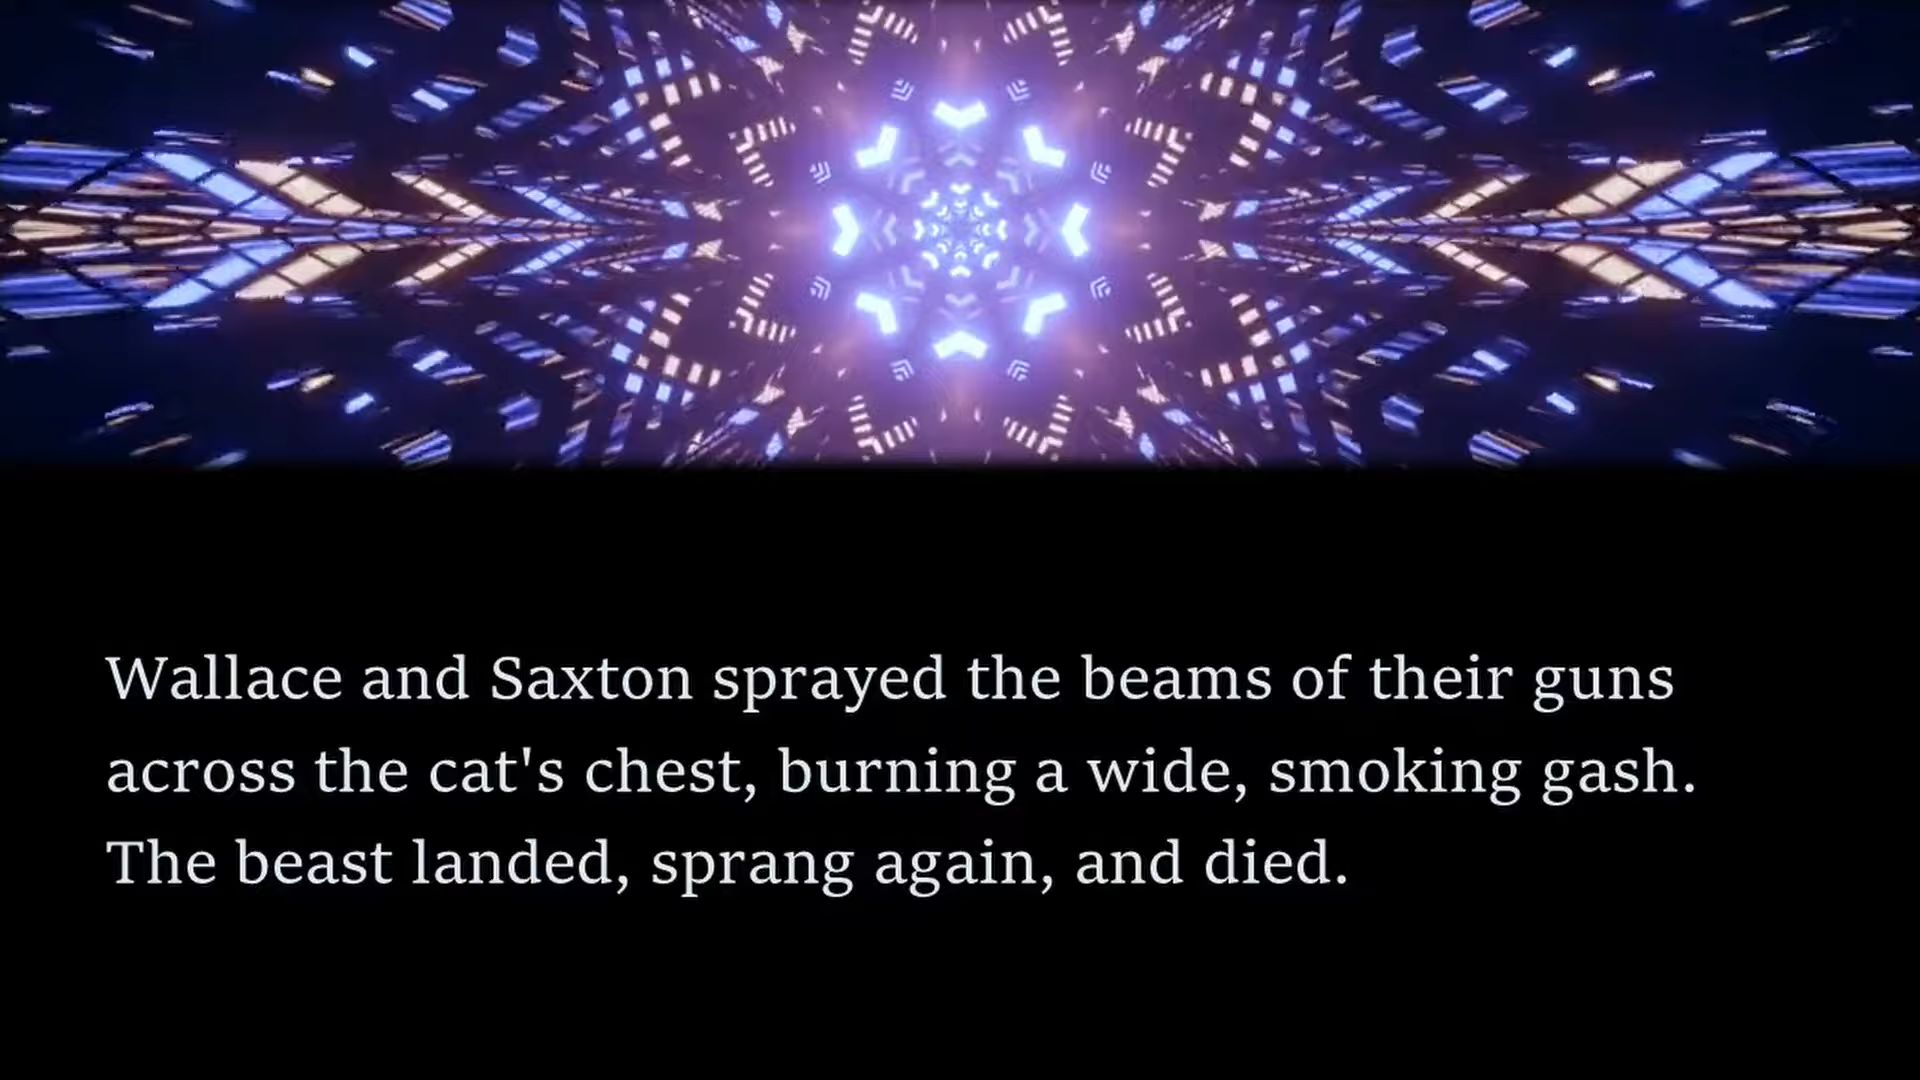 Wallace and Saxton sprayed the beams of their guns
across the cat's chest, burning a wide, smoking gash.
The beast landed, sprang again, and died.